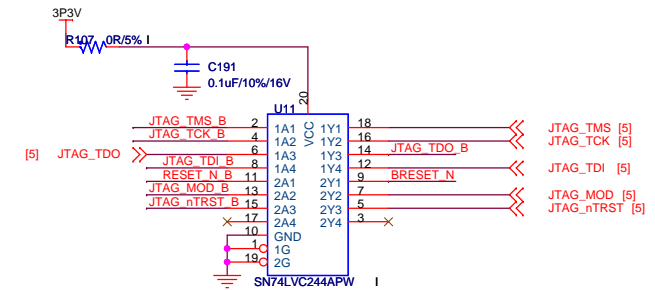 3P3V
R107 0R/5% I
C191
0.1uF/10%/16V
20
U11
VCC
JTAG_TMS_B 2 1A1 1Y1 18 JTAG_TMS [5]
JTAG_TCK_B 4 1A2 1Y2 16 JTAG_TCK [5]
[5] JTAG_TDO 6 1A3 1Y3 14 JTAG_TDO_B
JTAG_TDI_B 8 1A4 1Y4 12 JTAG_TDI [5]
RESET_N_B 11 2A1 2Y1 9 BRESET_N
JTAG_MOD_B 13 2A2 2Y2 7 JTAG_MOD [5]
JTAG_nTRST_B 15 2A3 2Y3 5 JTAG_nTRST [5]
17 2A4 2Y4 3
10 GND
1 1G
19 2G
SN74LVC244APW I